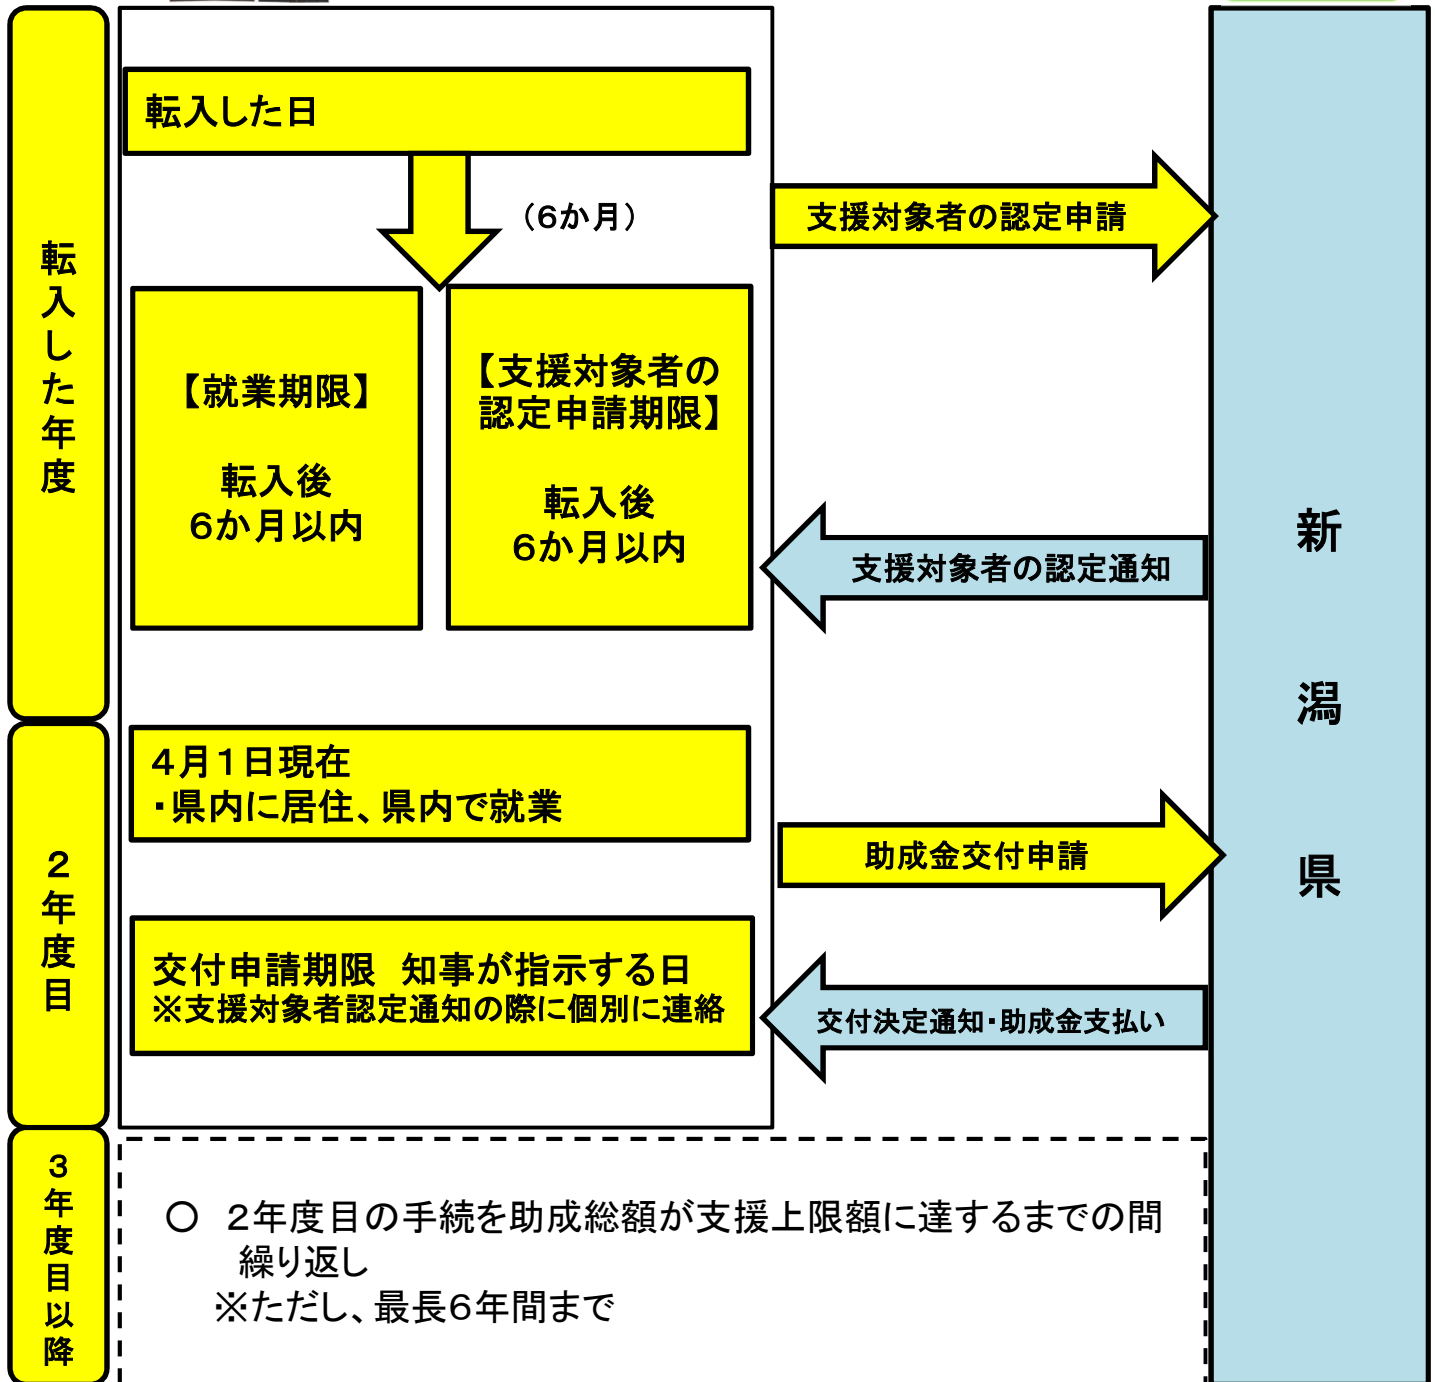 転入した年度
転入した日
（６か月）
支援対象者の認定申請
【就業期限】
転入後
６か月以内
【支援対象者の
認定申請期限】
転入後
６か月以内
支援対象者の認定通知
新潟県
２年度目
４月１日現在
・県内に居住、県内で就業
助成金交付申請
交付申請期限　知事が指示する日
※支援対象者認定通知の際に個別に連絡
交付決定通知・助成金支払い
３年度目以降
○　２年度目の手続を助成総額が支援上限額に達するまでの間
繰り返し
※ただし、最長６年間まで